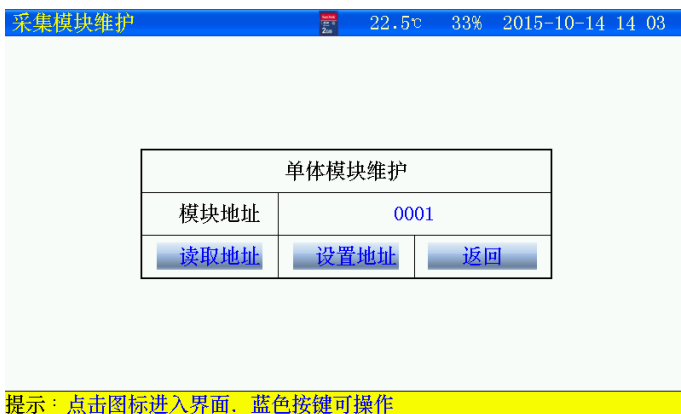 采集模块维护 SanDisk 2GB 22.5℃ 33% 2015-10-14 14 03
单体模块维护
模块地址 0001
读取地址 设置地址 返回
提示：点击图标进入界面．蓝色按键可操作